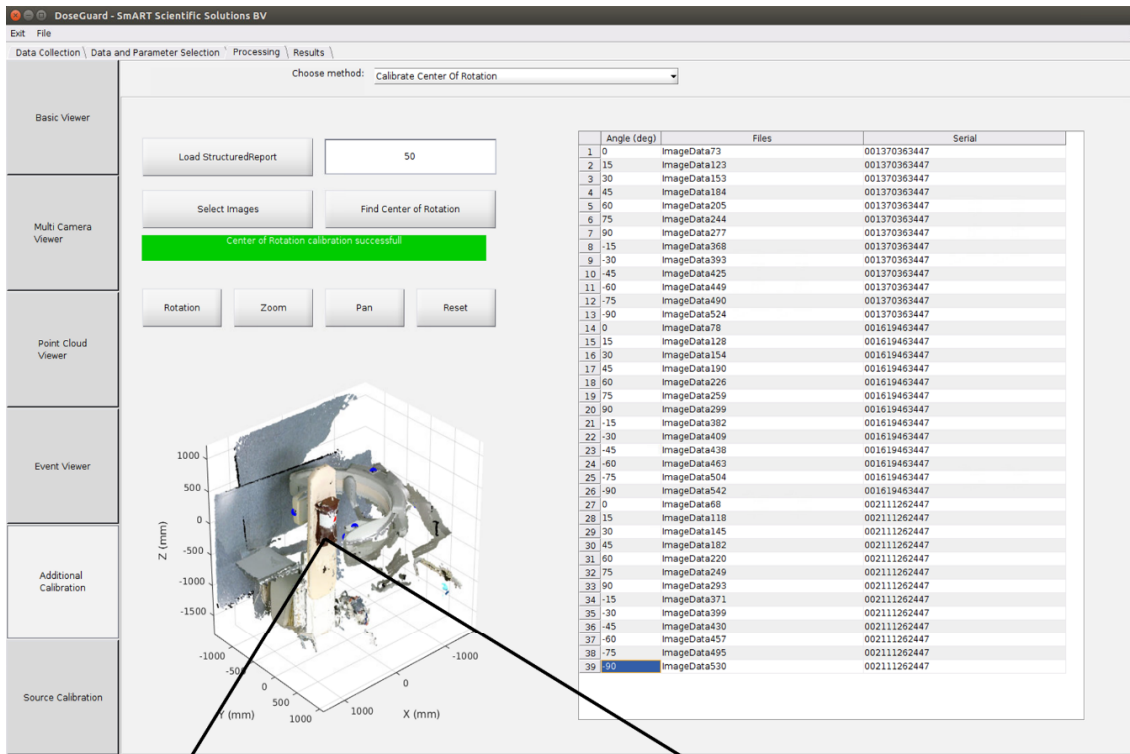 DoseGuard - SmART Scientific Solutions BV
Exit File
Data Collection \ Data and Parameter Selection \ Processing \ Results \
Choose method: Calibrate Center Of Rotation
Basic Viewer
Multi Camera
Viewer
Point Cloud
Viewer
Event Viewer
Additional
Calibration
Source Calibration
Load StructuredReport 50
Select Images Find Center of Rotation
Center of Rotation calibration successfull
Rotation Zoom Pan Reset
1000
500
0
-500
-1000
-1500
Z (mm)
-1000
-500
0
500
1000
Y (mm)
-1000
0
1000
X (mm)
Angle (deg) Files Serial
1 0 ImageData73 001370363447
2 15 ImageData123 001370363447
3 30 ImageData153 001370363447
4 45 ImageData184 001370363447
5 60 ImageData205 001370363447
6 75 ImageData244 001370363447
7 90 ImageData277 001370363447
8 -15 ImageData368 001370363447
9 -30 ImageData393 001370363447
10 -45 ImageData425 001370363447
11 -60 ImageData449 001370363447
12 -75 ImageData490 001370363447
13 -90 ImageData524 001370363447
14 0 ImageData78 001619463447
15 15 ImageData128 001619463447
16 30 ImageData154 001619463447
17 45 ImageData190 001619463447
18 60 ImageData226 001619463447
19 75 ImageData259 001619463447
20 90 ImageData299 001619463447
21 -15 ImageData382 001619463447
22 -30 ImageData409 001619463447
23 -45 ImageData438 001619463447
24 -60 ImageData463 001619463447
25 -75 ImageData504 001619463447
26 -90 ImageData542 001619463447
27 0 ImageData68 002111262447
28 15 ImageData118 002111262447
29 30 ImageData145 002111262447
30 45 ImageData182 002111262447
31 60 ImageData220 002111262447
32 75 ImageData249 002111262447
33 90 ImageData293 002111262447
34 -15 ImageData371 002111262447
35 -30 ImageData399 002111262447
36 -45 ImageData430 002111262447
37 -60 ImageData457 002111262447
38 -75 ImageData495 002111262447
39 -90 ImageData530 002111262447